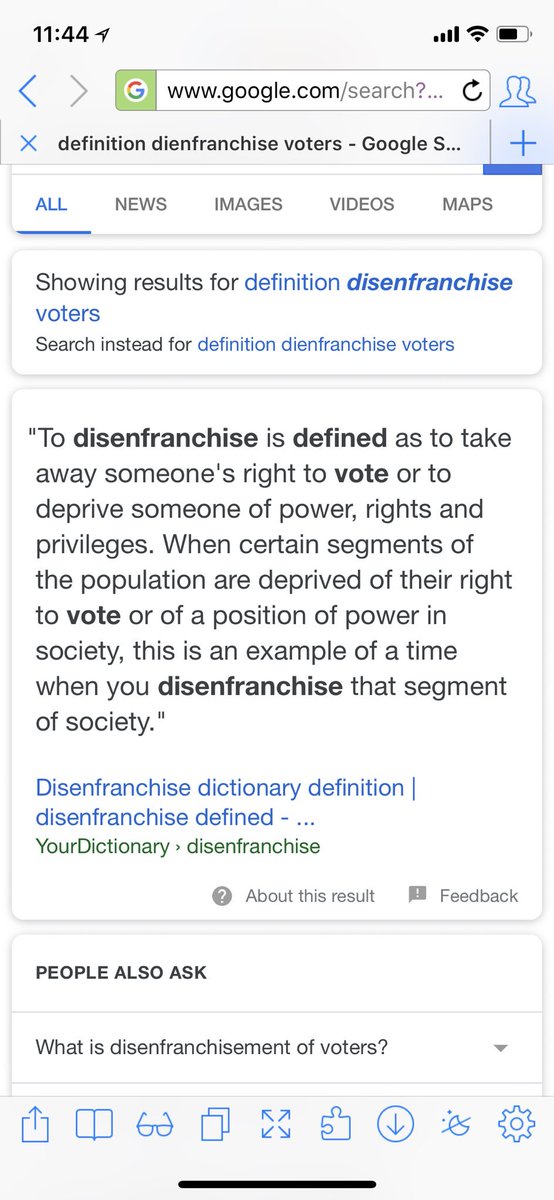 11:44
www.google.com/search?...
definition dienfranchise voters - Google S...
ALL NEWS IMAGES VIDEOS MAPS
Showing results for definition disenfranchise
voters
Search instead for definition dienfranchise voters
"To disenfranchise is defined as to take
away someone's right to vote or to
deprive someone of power, rights and
privileges. When certain segments of
the population are deprived of their right
to vote or of a position of power in
society, this is an example of a time
when you disenfranchise that segment
of society."
Disenfranchise dictionary definition |
disenfranchise defined - ...
YourDictionary › disenfranchise
About this result Feedback
PEOPLE ALSO ASK
What is disenfranchisement of voters?